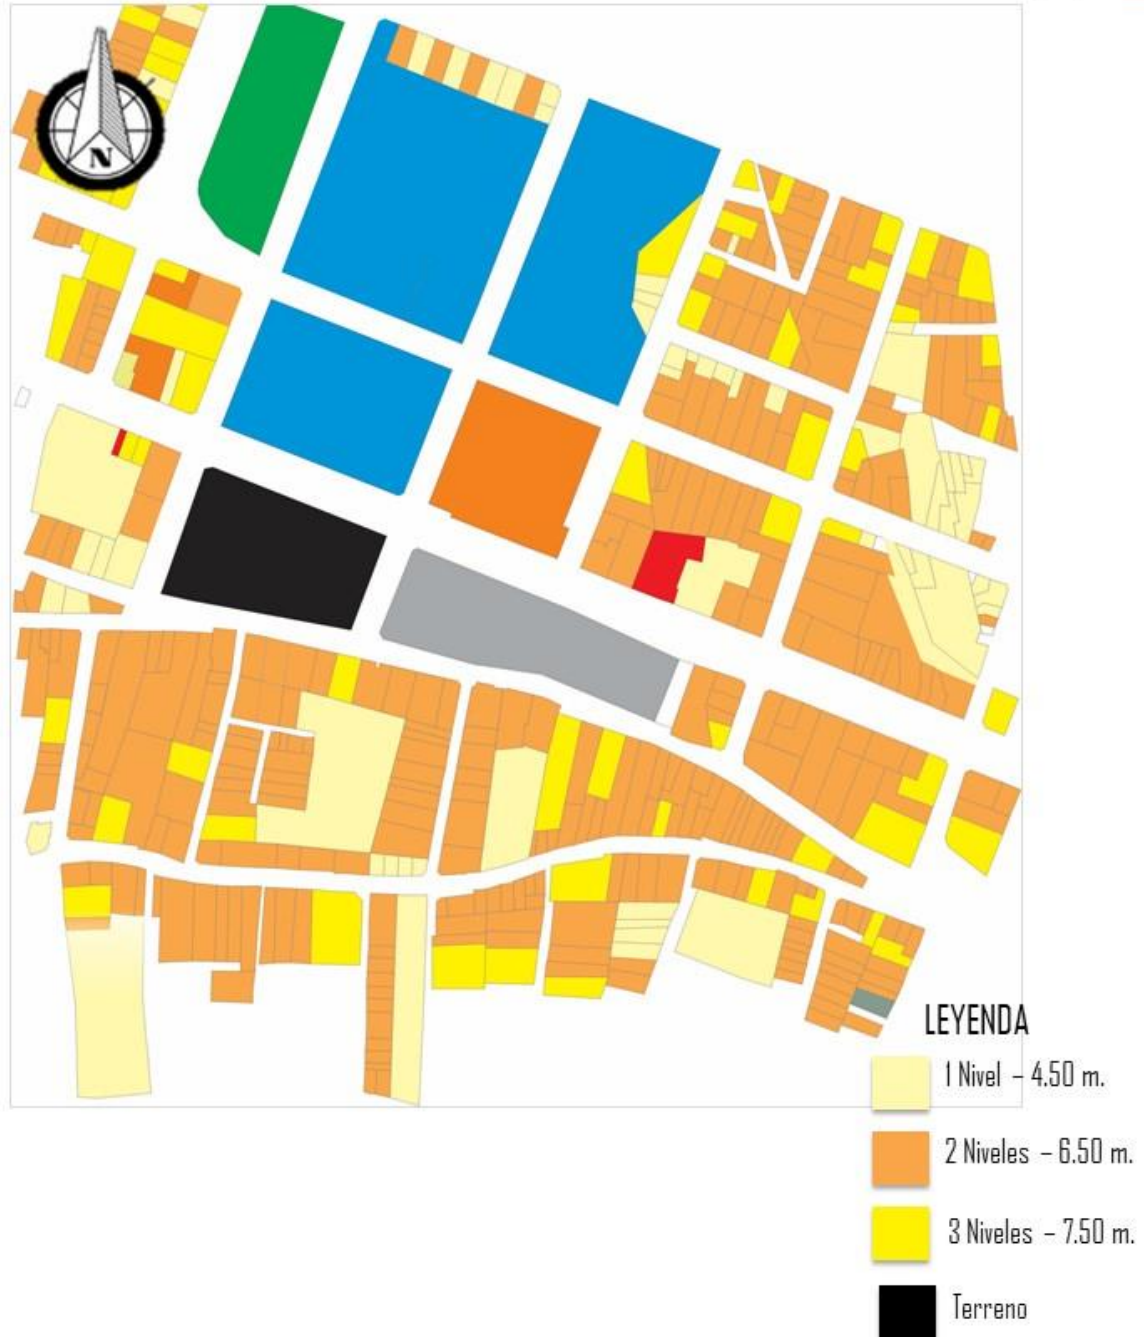 N
LEYENDA
1 Nivel – 4.50 m.
2 Niveles – 6.50 m.
3 Niveles – 7.50 m.
Terreno